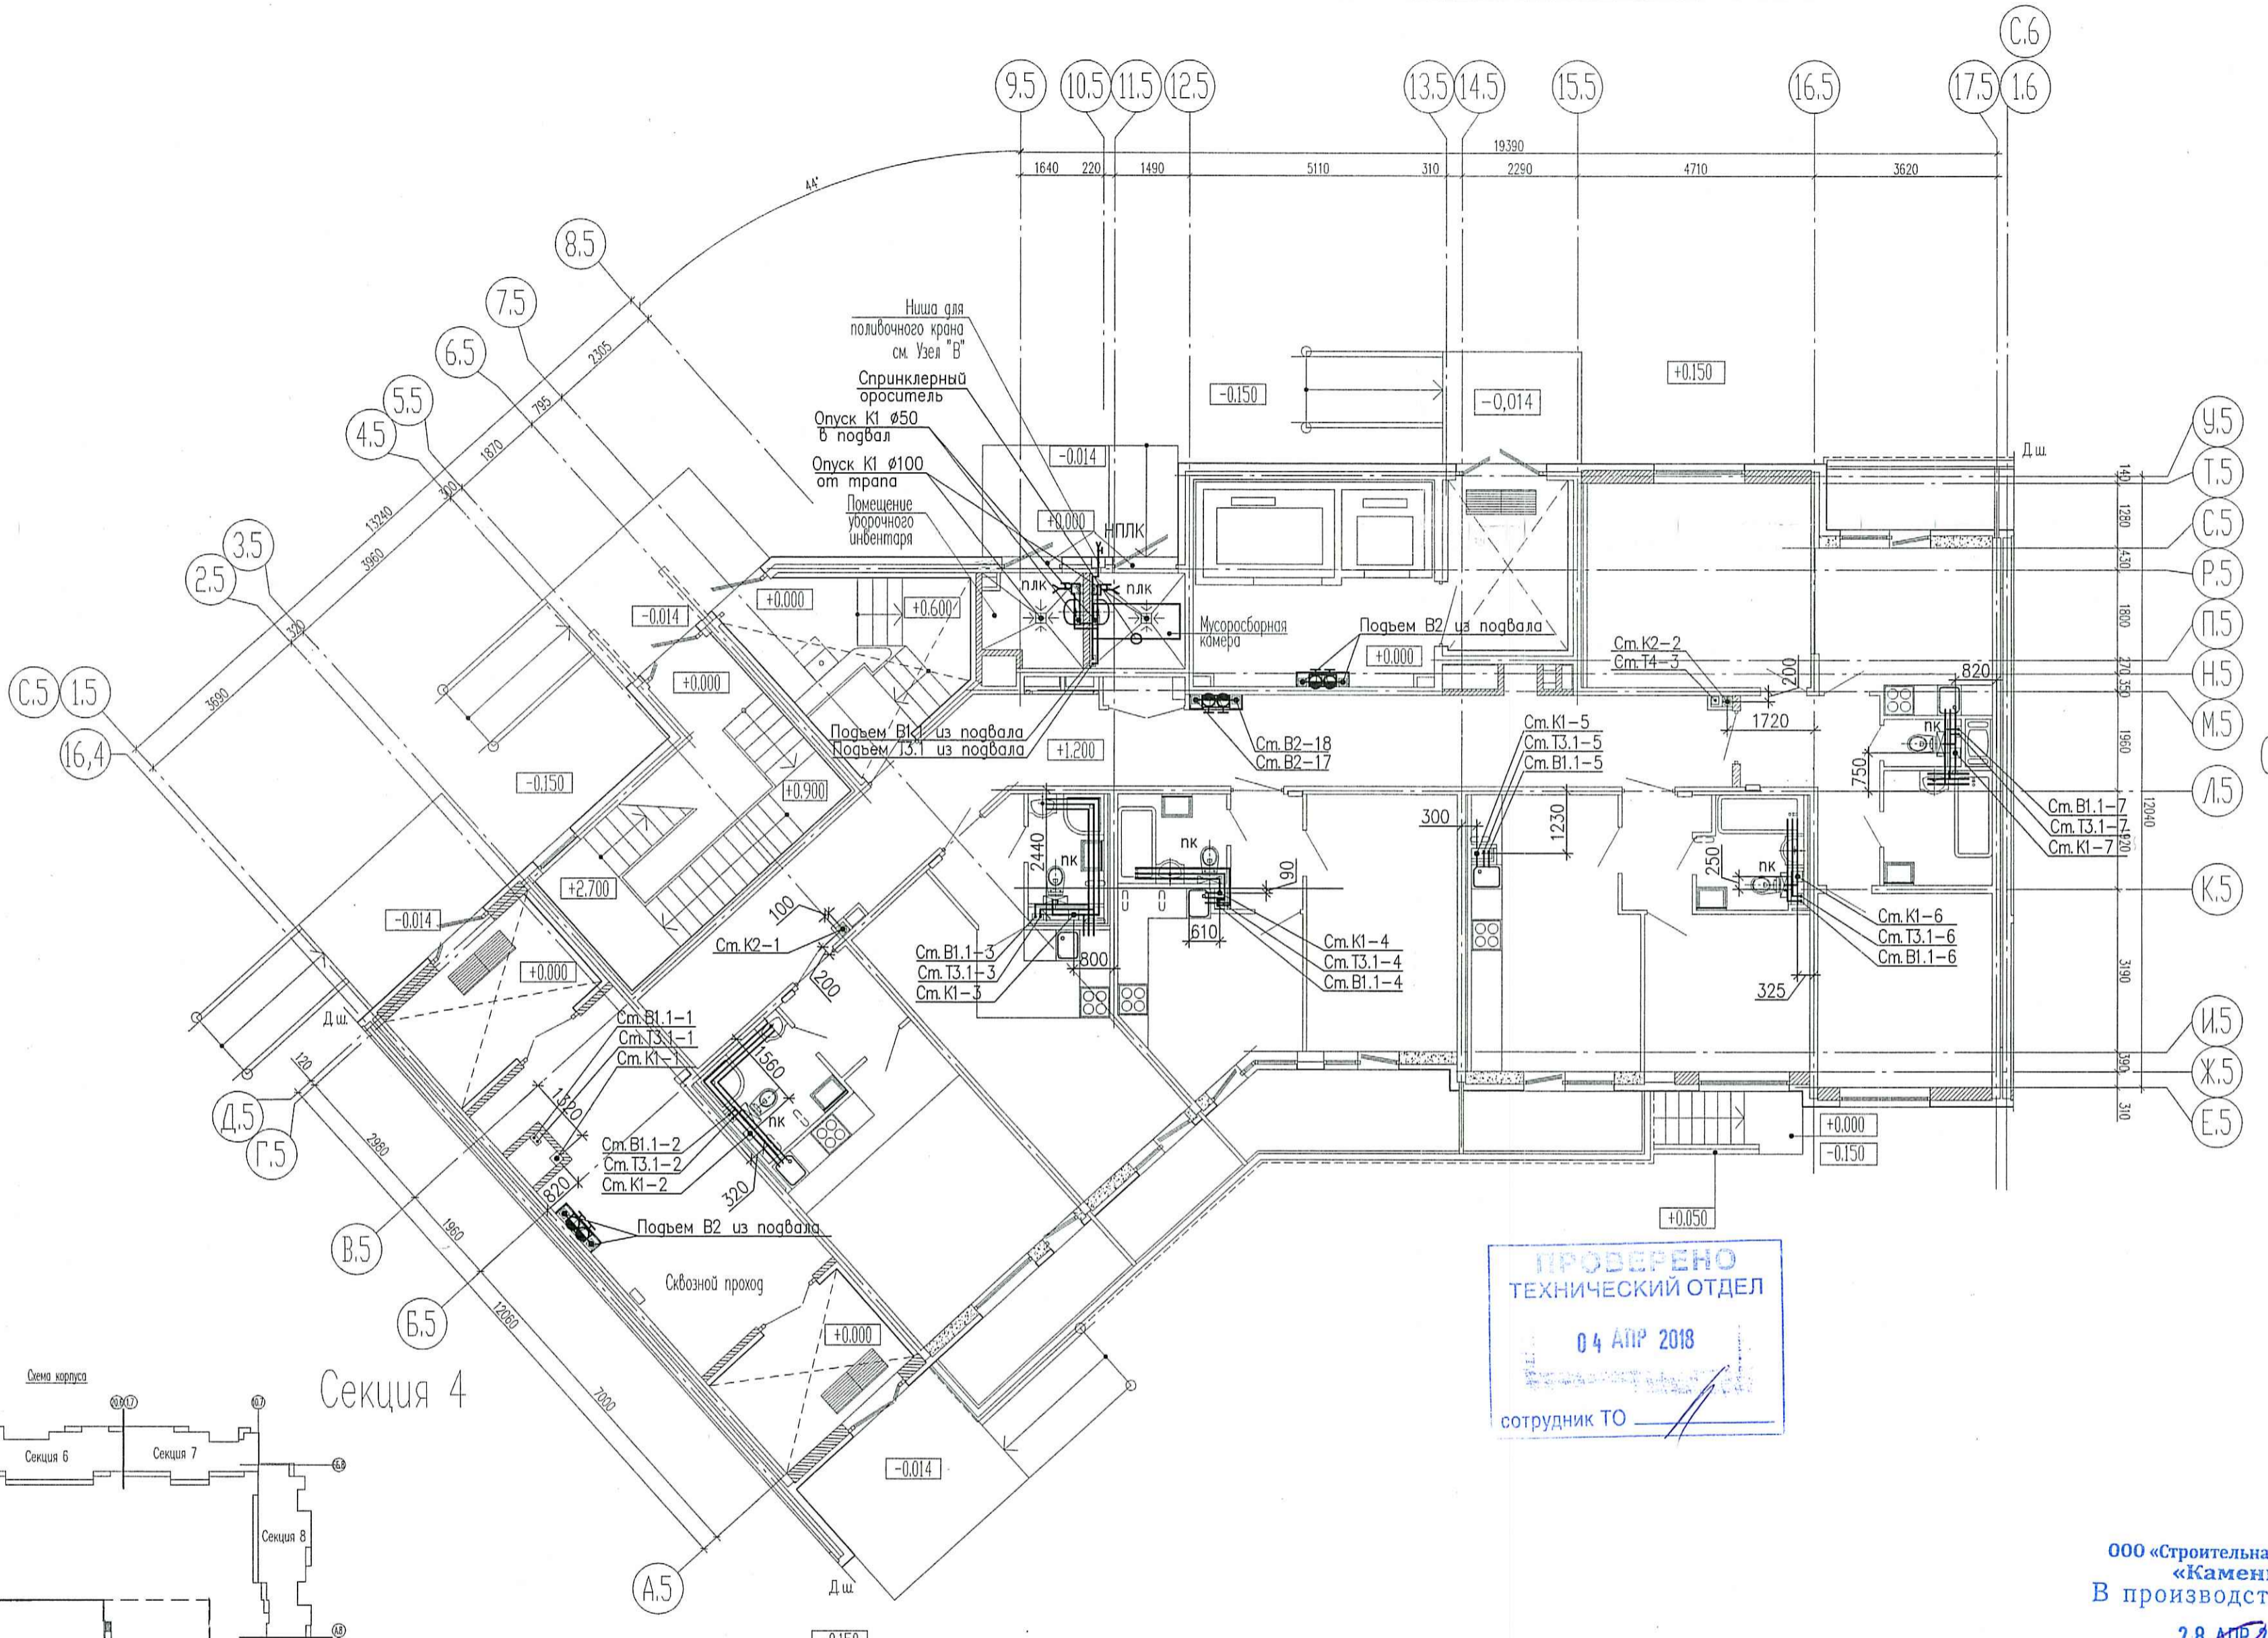 С.6
9.5
10.5
11.5
12.5
13.5
14.5
15.5
16.5
17.5
1.6
19390
1640
220
1490
5110
310
2290
4710
3620
44°
8.5
7.5
6.5
5.5
4.5
3.5
2.5
С.5
1.5
16,4
2305
795
1870
300
13240
3960
320
3690
Ниша для
поливочного крана
см. Узел "В"
Спринклерный
ороситель
Опуск К1 ø50
в подвал
Опуск К1 ø100
от трапа
Помещение
уборочного
инвентаря
-0.014
+0.000
НПЛК
ПЛК
ПЛК
Мусоросборная
камера
-0.150
-0,014
+0.150
Д.ш.
У.5
Т.5
С.5
Р.5
П.5
Н.5
М.5
Л.5
К.5
И.5
Ж.5
Е.5
140
1280
450
1800
270
350
1960
12040
1920
3190
390
310
-0.014
+0.000
+0.600
+0.000
-0.150
+0.900
+2.700
-0.014
+0.000
Подъем В2 из подвала
+0.000
Ст.К2-2
Ст.Т4-3
200
1720
820
пк
750
Ст.В1.1-7
Ст.Т3.1-7
Ст.К1-7
Подъем В1.1 из подвала
Подъем Т3.1 из подвала
+1.200
Ст.В2-18
Ст.В2-17
Ст.К1-5
Ст.Т3.1-5
Ст.В1.1-5
300
1230
2440
пк
пк
90
610
800
Ст.К1-4
Ст.Т3.1-4
Ст.В1.1-4
250
пк
Ст.К1-6
Ст.Т3.1-6
Ст.В1.1-6
325
100
Ст.К2-1
200
Ст.В1.1-3
Ст.Т3.1-3
Ст.К1-3
Д.ш.
120
Д.5
Г.5
В.5
Б.5
А.5
2980
1960
12060
7000
Ст.В1.1-1
Ст.Т3.1-1
Ст.К1-1
1320
820
1560
пк
Ст.В1.1-2
Ст.Т3.1-2
Ст.К1-2
320
Подъем В2 из подвала
Сквозной проход
+0.000
-0.014
Д.ш.
+0.000
-0.150
+0.050
ПРОВЕРЕНО
ТЕХНИЧЕСКИЙ ОТДЕЛ
04 АПР 2018
сотрудник ТО
Схема корпуса
Секция 4
Секция 6
Секция 7
Секция 8
-0.150
ООО «Строительна
«Камен
В производст
28 АПР